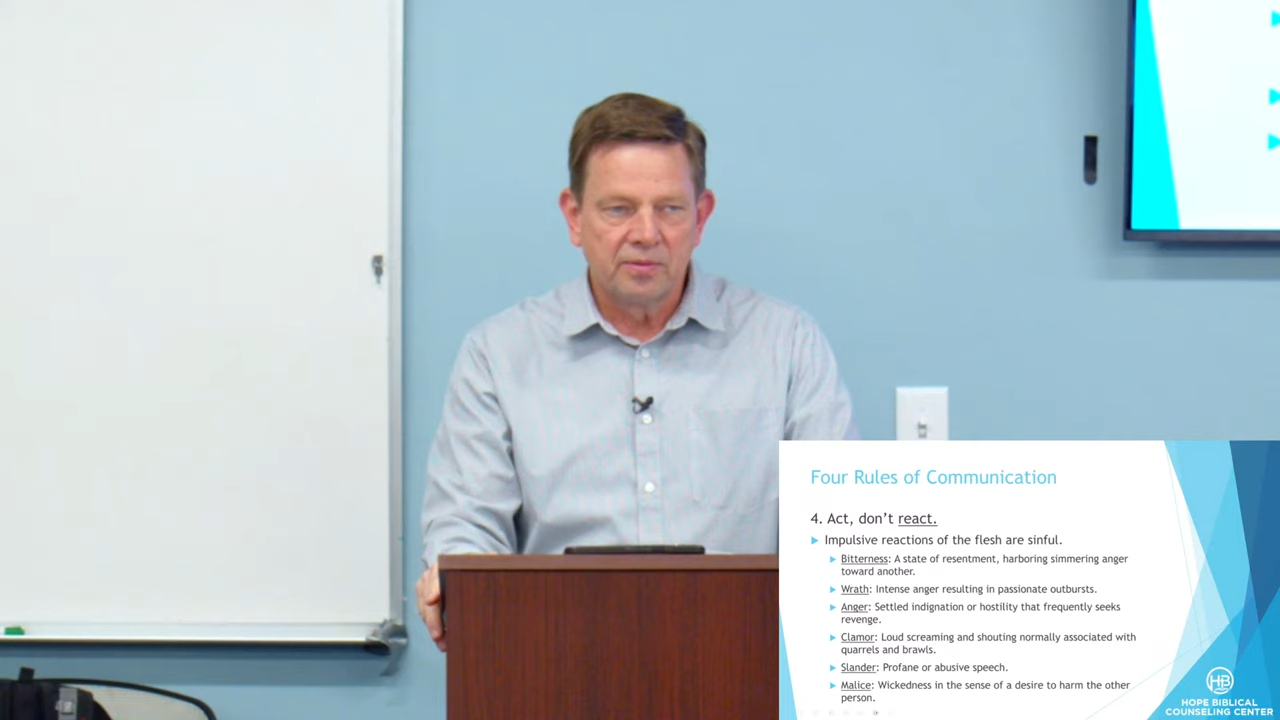 Four Rules of Communication
4. Act, don’t react.
Impulsive reactions of the flesh are sinful.
Bitterness: A state of resentment, harboring simmering anger
toward another.
Wrath: Intense anger resulting in passionate outbursts.
Anger: Settled indignation or hostility that frequently seeks
revenge.
Clamor: Loud screaming and shouting normally associated with
quarrels and brawls.
Slander: Profane or abusive speech.
Malice: Wickedness in the sense of a desire to harm the other
person.
HB
HOPE BIBLICAL
COUNSELING CENTER